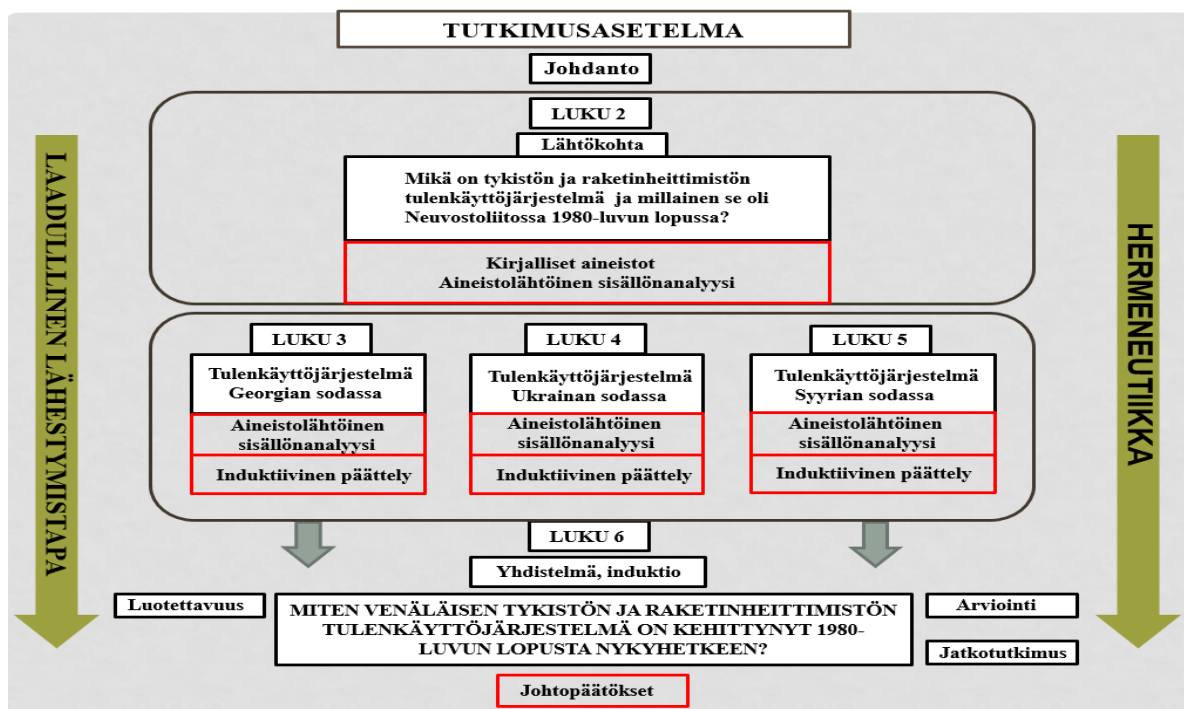 TUTKIMUSASETELMA
Johdanto
LUKU 2
Lähtökohta
Mikä on tykistön ja raketinheittimistön
tulenkäyttöjärjestelmä ja millainen se oli
Neuvostoliitossa 1980-luvun lopussa?
Kirjalliset aineistot
Aineistolähtöinen sisällönanalyysi
LAADULLLINEN LÄHESTYMISTAPA
HERMENEUTIIKKA
LUKU 3
Tulenkäyttöjärjestelmä
Georgian sodassa
Aineistolähtöinen
sisällönanalyysi
Induktiivinen päättely
LUKU 4
Tulenkäyttöjärjestelmä
Ukrainan sodassa
Aineistolähtöinen
sisällönanalyysi
Induktiivinen päättely
LUKU 5
Tulenkäyttöjärjestelmä
Syyrian sodassa
Aineistolähtöinen
sisällönanalyysi
Induktiivinen päättely
LUKU 6
Yhdistelmä, induktio
Luotettavuus
MITEN VENÄLÄISEN TYKISTÖN JA RAKETINHEITTIMISTÖN
TULENKÄYTTÖJÄRJESTELMÄ ON KEHITTYNYT 1980-
LUVUN LOPUSTA NYKYHETKEEN?
Arviointi
Jatkotutkimus
Johtopäätökset